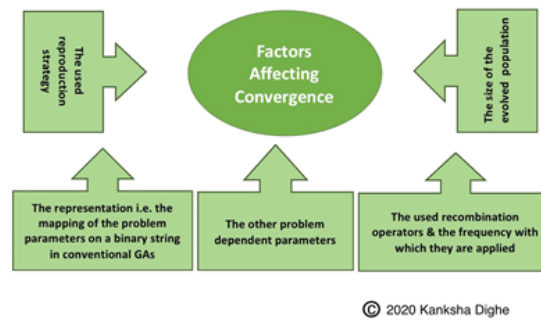 The used
reproduction
strategy
Factors
Affecting
Convergence
The size of the
evolved population
The representation i.e. the
mapping of the problem
parameters on a binary string
in conventional GAs
The other problem
dependent parameters
The used recombination
operators & the frequency with
which they are applied
© 2020 Kanksha Dighe